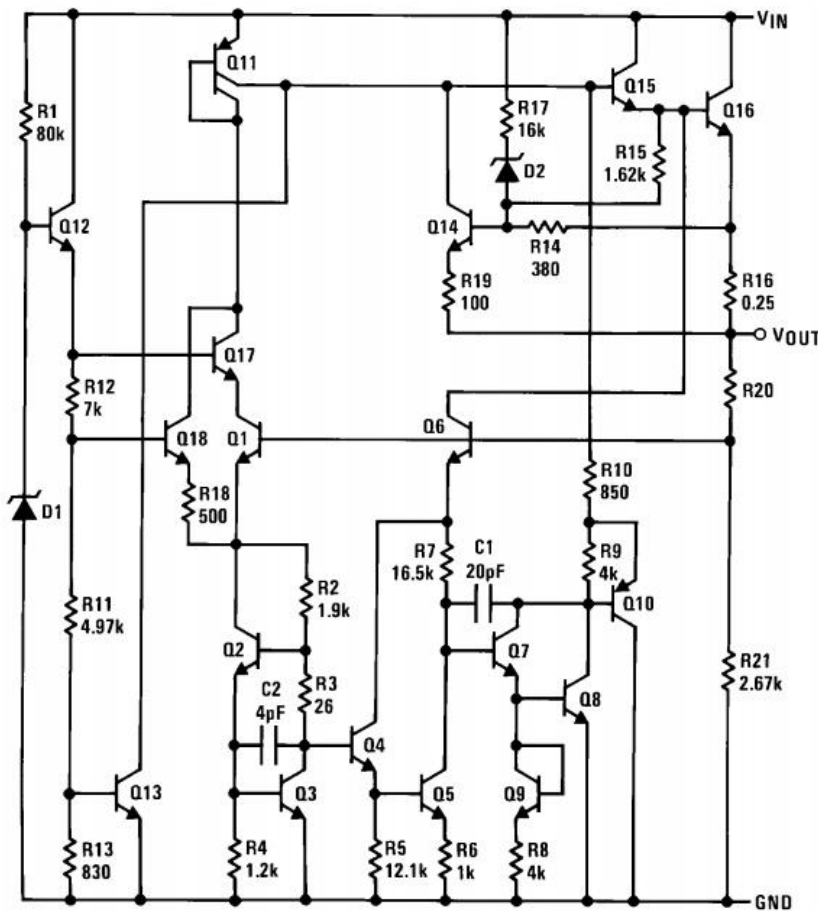 VIN
Q11
Q15
Q16
R1
80k
R17
16k
R15
1.62k
D2
Q12
Q14
R14
380
R19
100
R16
0.25
VOUT
Q17
R12
7k
Q18
Q1
Q6
R20
R18
500
R10
850
R7
16.5k
C1
20pF
R9
4k
Q10
D1
R2
1.9k
R11
4.97k
Q2
R3
26
Q7
Q8
R21
2.67k
C2
4pF
Q4
Q13
Q3
Q5
Q9
R13
830
R4
1.2k
R5
12.1k
R6
1k
R8
4k
GND